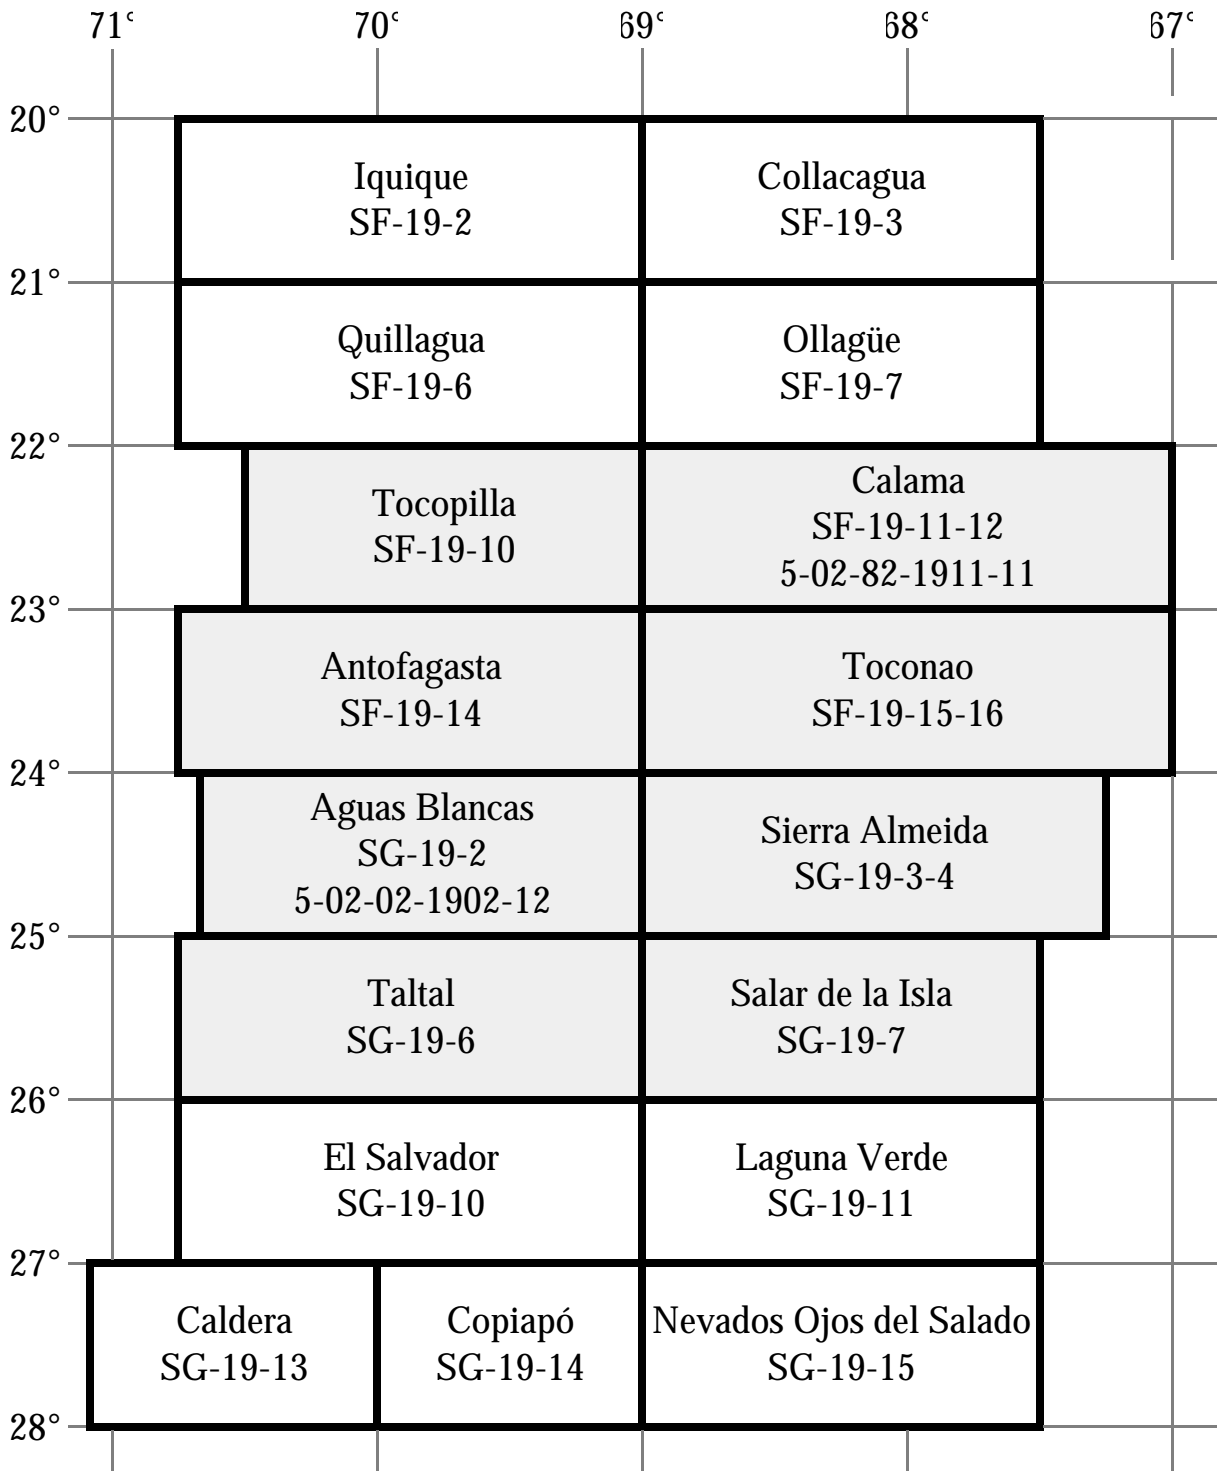 71° 70° 69° 68° 67°
20°
Iquique
SF-19-2
Collacagua
SF-19-3
21°
Quillagua
SF-19-6
Ollagüe
SF-19-7
22°
Tocopilla
SF-19-10
Calama
SF-19-11-12
5-02-82-1911-11
23°
Antofagasta
SF-19-14
Toconao
SF-19-15-16
24°
Aguas Blancas
SG-19-2
5-02-02-1902-12
Sierra Almeida
SG-19-3-4
25°
Taltal
SG-19-6
Salar de la Isla
SG-19-7
26°
El Salvador
SG-19-10
Laguna Verde
SG-19-11
27°
Caldera
SG-19-13
Copiapó
SG-19-14
Nevados Ojos del Salado
SG-19-15
28°